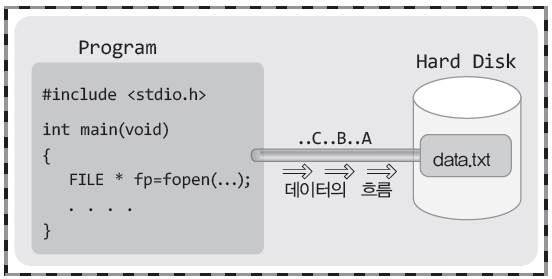 Program
#include <stdio.h>
int main(void)
{
FILE * fp=fopen(...);
. . . .
}
..C..B..A
데이터의 흐름
Hard Disk
data.txt